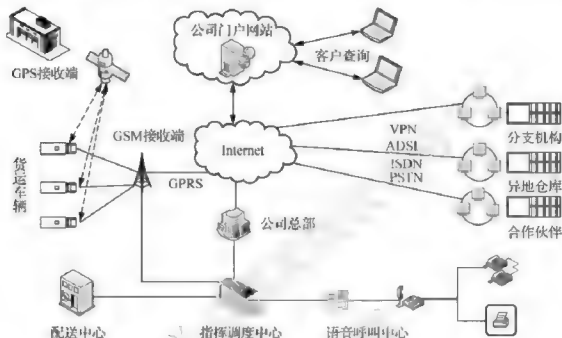 公司门户网站
客户查询
GPS接收端
GSM接收端
Internet
VPN
ADSL
ISDN
PSTN
分支机构
货运车辆
GPRS
异地仓库
公司总部
合作伙伴
配送中心
指挥调度中心
语音呼叫中心